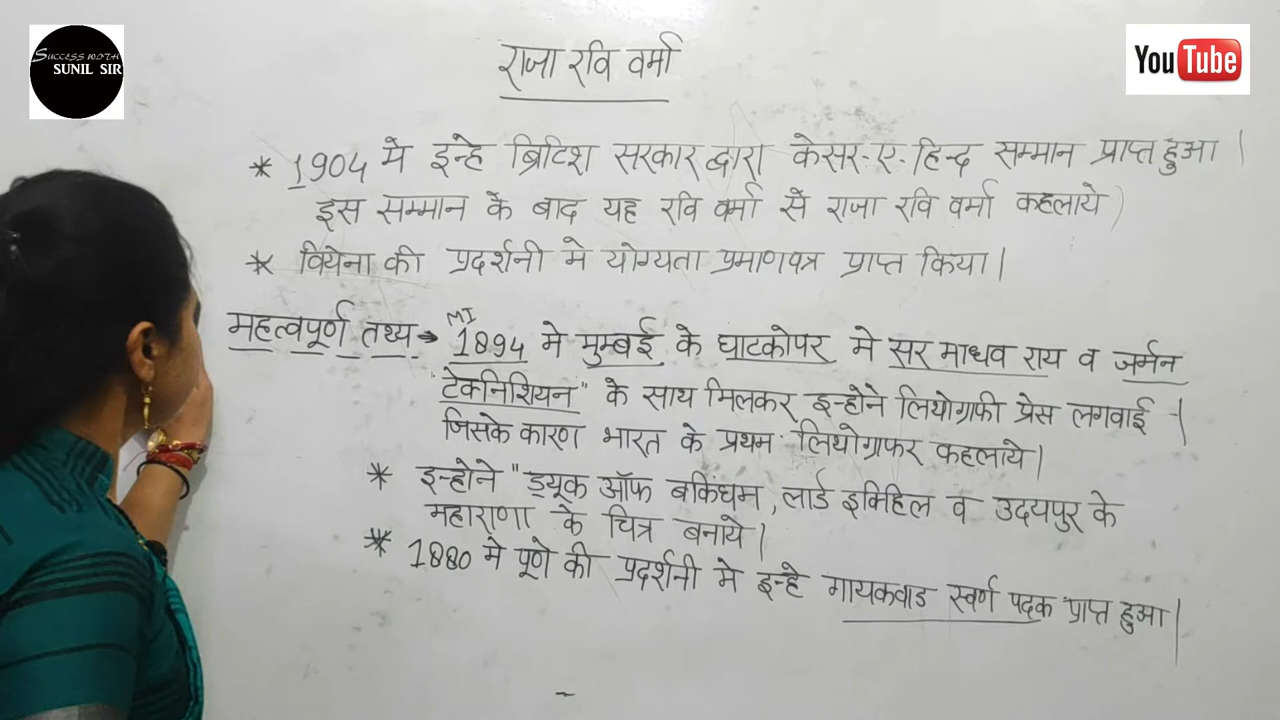 SUCCESS WITH
SUNIL SIR
YouTube
राजा रवि वर्मा
* 1904 मे इन्हे ब्रिटिश सरकार द्वारा केसर-ए-हिन्द सम्मान प्राप्त हुआ |
इस सम्मान के बाद यह रवि वर्मा से राजा रवि वर्मा कहलाये)
* वियेना की प्रदर्शनी मे योग्यता प्रमाणपत्र प्राप्त किया |
MI
महत्वपूर्ण तथ्य → 1894 मे मुम्बई के घाटकोपर मे सर माधव राय व जर्मन
"टेकनिशियन" के साथ मिलकर इन्होने लियोग्रफी प्रेस लगवाई |
जिसके कारण भारत के प्रथम लियोग्राफर कहलाये |
* इन्होने "ड्यूक ऑफ बकिंघम, लार्ड इविहिल व उदयपुर के
महाराणा के चित्र बनाये |
* 1880 मे पूणे की प्रदर्शनी मे इन्हे गायकवाड स्वर्ण पदक प्राप्त हुआ |